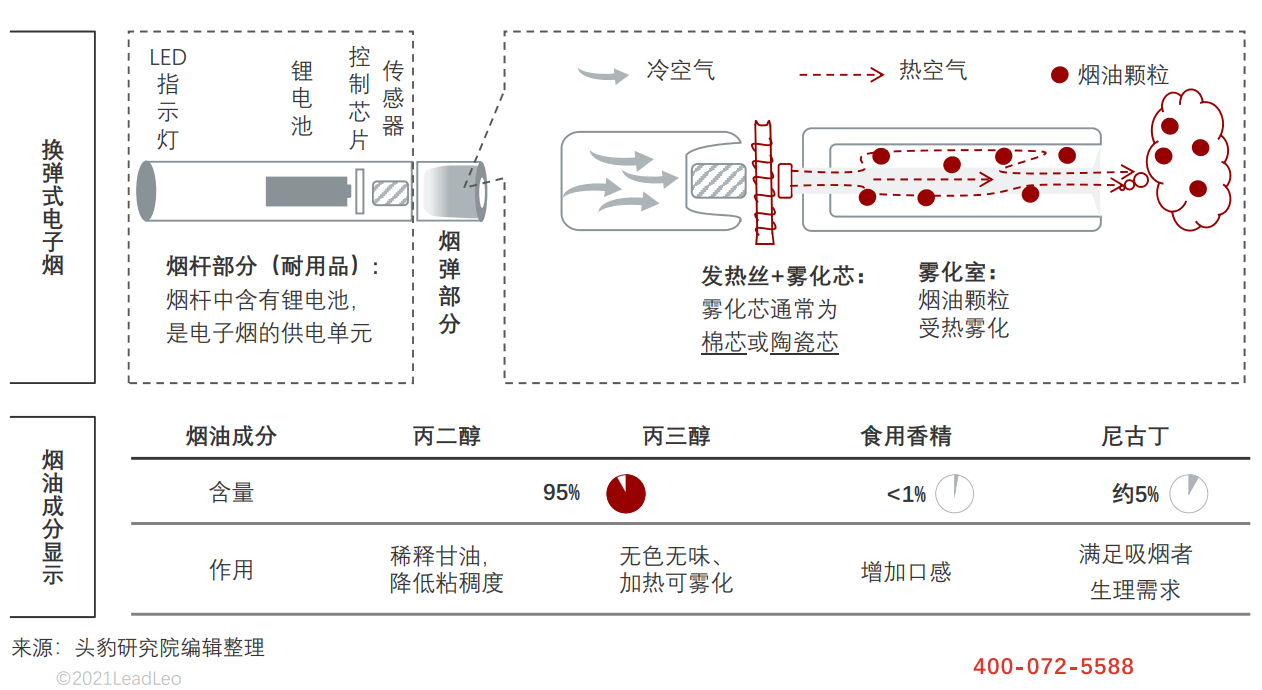 换弹式电子烟
LED指示灯
锂电池
控制芯片
传感器
烟杆部分（耐用品）:
烟杆中含有锂电池,
是电子烟的供电单元
烟弹部分
冷空气
热空气
烟油颗粒
发热丝+雾化芯:
雾化芯通常为
棉芯或陶瓷芯
雾化室:
烟油颗粒
受热雾化
烟油成分显示
烟油成分 丙二醇 丙三醇 食用香精 尼古丁
含量 95% <1% 约5%
作用
稀释甘油,
降低粘稠度
无色无味、
加热可雾化
增加口感
满足吸烟者
生理需求
来源: 头豹研究院编辑整理
©2021LeadLeo
400-072-5588